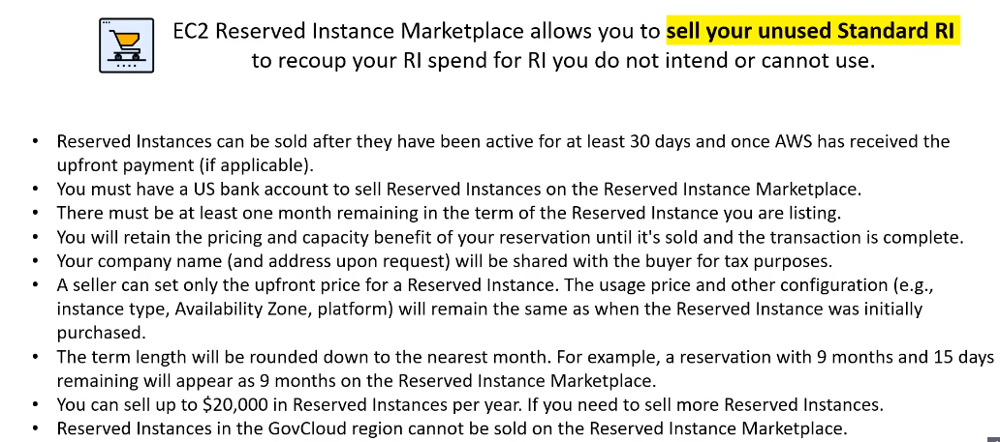 EC2 Reserved Instance Marketplace allows you to sell your unused Standard RI
to recoup your RI spend for RI you do not intend or cannot use.
• Reserved Instances can be sold after they have been active for at least 30 days and once AWS has received the
upfront payment (if applicable).
• You must have a US bank account to sell Reserved Instances on the Reserved Instance Marketplace.
• There must be at least one month remaining in the term of the Reserved Instance you are listing.
• You will retain the pricing and capacity benefit of your reservation until it's sold and the transaction is complete.
• Your company name (and address upon request) will be shared with the buyer for tax purposes.
• A seller can set only the upfront price for a Reserved Instance. The usage price and other configuration (e.g.,
instance type, Availability Zone, platform) will remain the same as when the Reserved Instance was initially
purchased.
• The term length will be rounded down to the nearest month. For example, a reservation with 9 months and 15 days
remaining will appear as 9 months on the Reserved Instance Marketplace.
• You can sell up to $20,000 in Reserved Instances per year. If you need to sell more Reserved Instances.
• Reserved Instances in the GovCloud region cannot be sold on the Reserved Instance Marketplace.